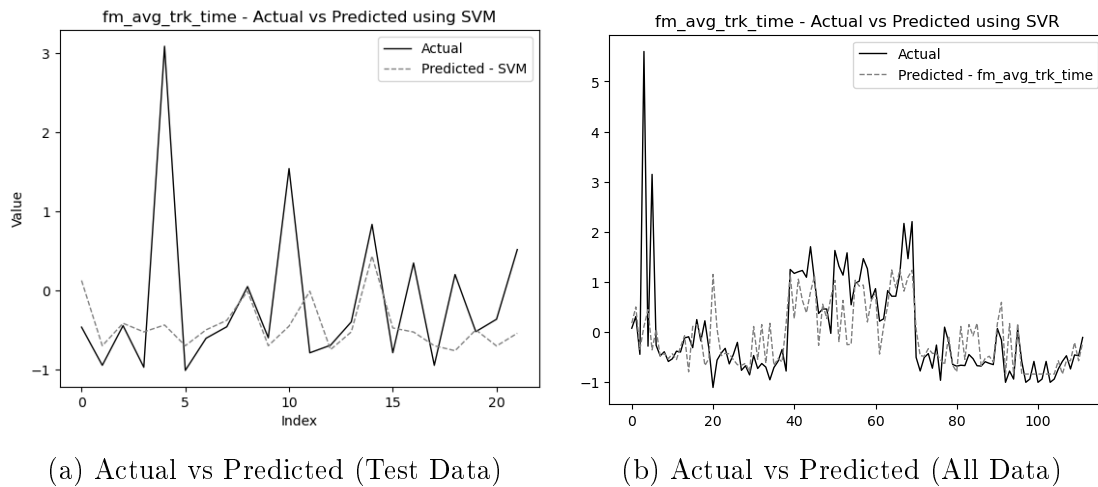 fm_avg_trk_time - Actual vs Predicted using SVM
Actual
Predicted - SVM
3
2
1
0
−1
Value
0
5
10
15
20
Index
(a) Actual vs Predicted (Test Data)
fm_avg_trk_time - Actual vs Predicted using SVR
Actual
Predicted - fm_avg_trk_time
5
4
3
2
1
0
−1
0
20
40
60
80
100
(b) Actual vs Predicted (All Data)